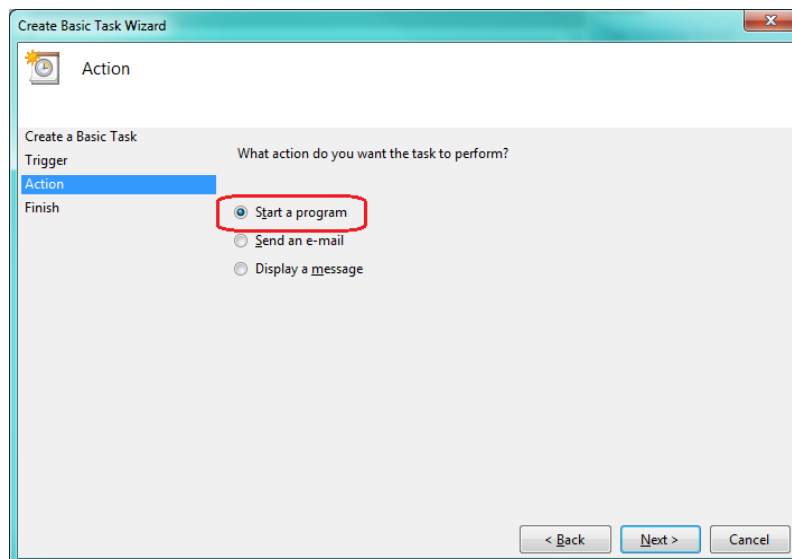 Create Basic Task Wizard
Action
Create a Basic Task
Trigger
Action
Finish
What action do you want the task to perform?
Start a program
Send an e-mail
Display a message
< Back
Next >
Cancel